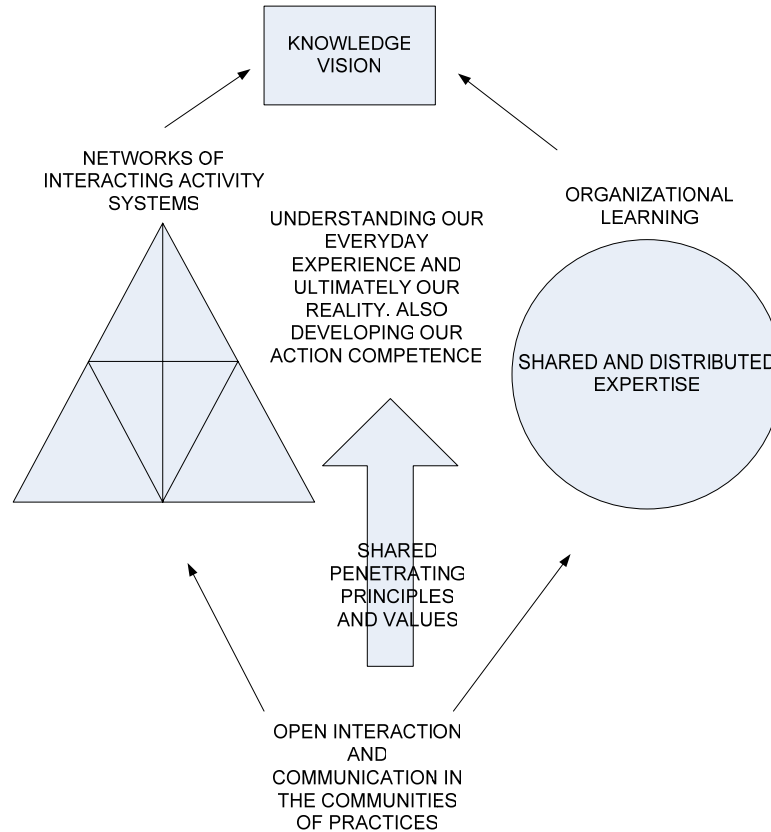 KNOWLEDGE
VISION
NETWORKS OF
INTERACTING ACTIVITY
SYSTEMS
ORGANIZATIONAL
LEARNING
UNDERSTANDING OUR
EVERYDAY
EXPERIENCE AND
ULTIMATELY OUR
REALITY. ALSO
DEVELOPING OUR
ACTION COMPETENCE
SHARED AND DISTRIBUTED
EXPERTISE
SHARED
PENETRATING
PRINCIPLES
AND VALUES
OPEN INTERACTION
AND
COMMUNICATION IN
THE COMMUNITIES
OF PRACTICES